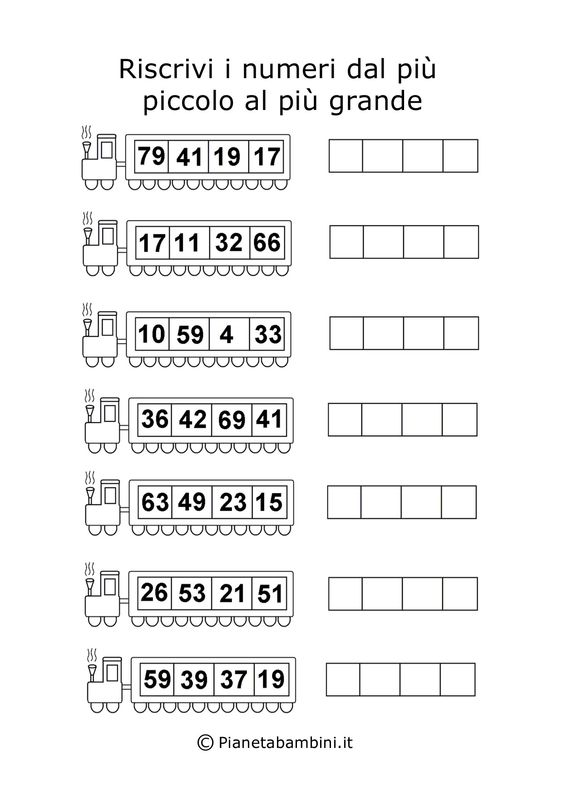 Riscrivi i numeri dal più
piccolo al più grande
79 41 19 17
17 11 32 66
10 59 4 33
36 42 69 41
63 49 23 15
26 53 21 51
59 39 37 19
© Pianetabambini.it